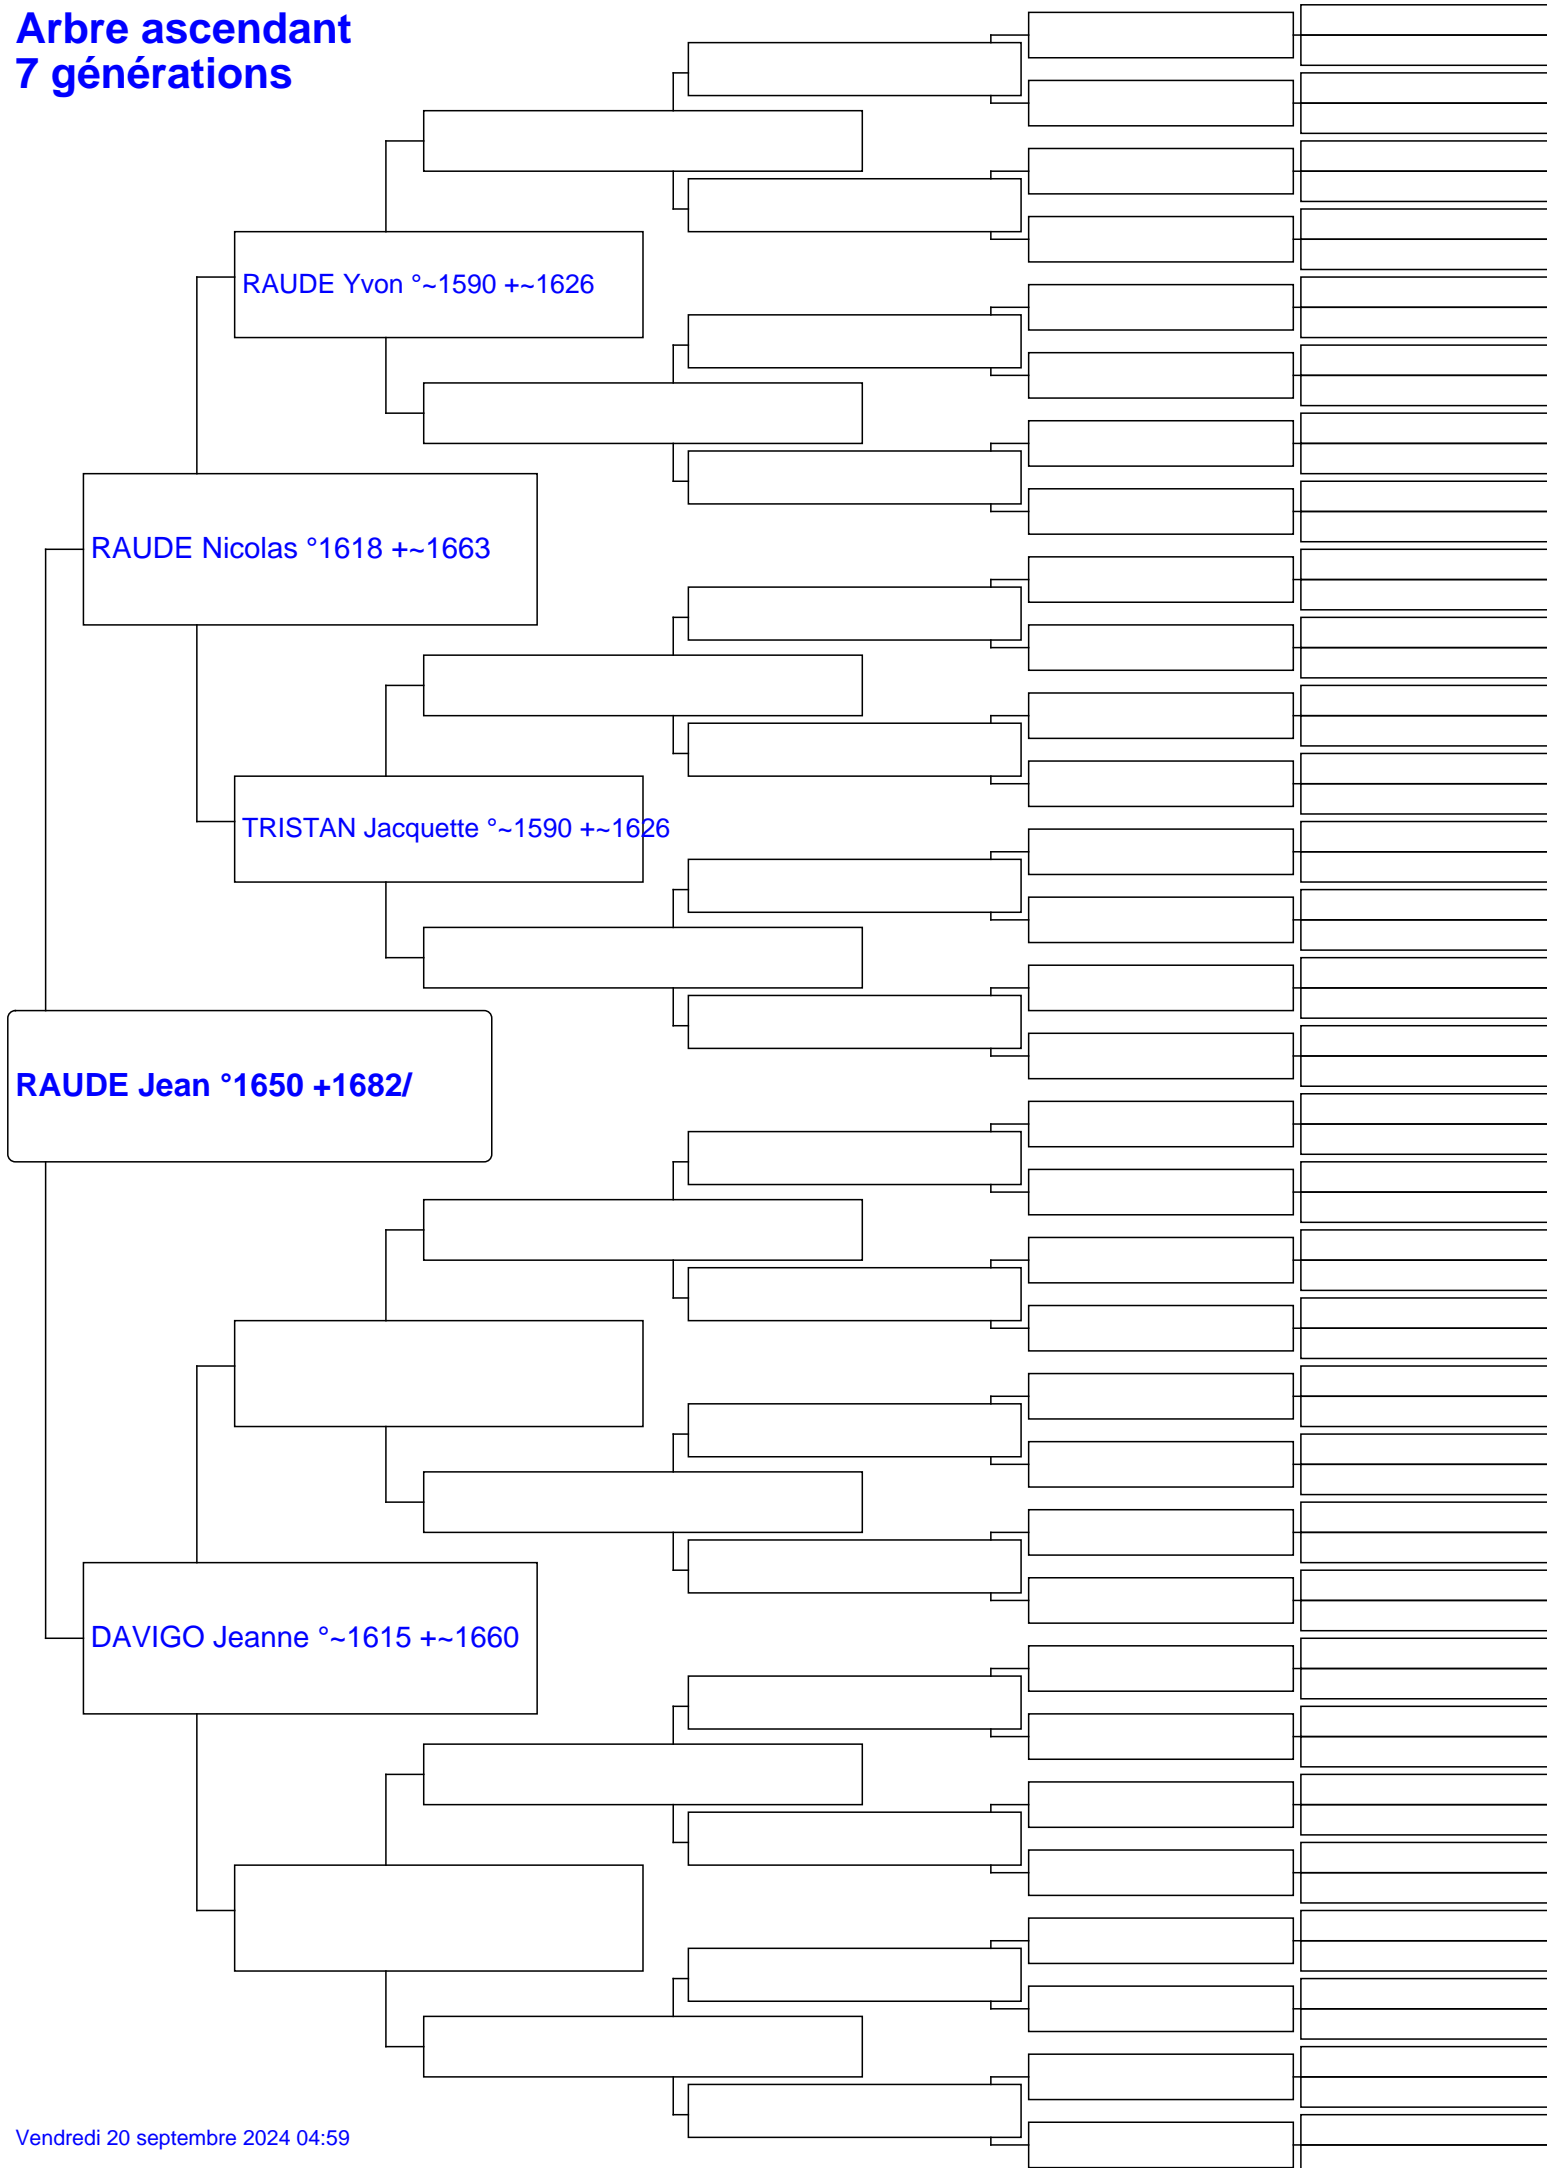 Arbre ascendant
7 générations
RAUDE Yvon °~1590 +~1626
RAUDE Nicolas °1618 +~1663
TRISTAN Jacquette °~1590 +~1626
RAUDE Jean °1650 +1682/
DAVIGO Jeanne °~1615 +~1660
Vendredi 20 septembre 2024 04:59